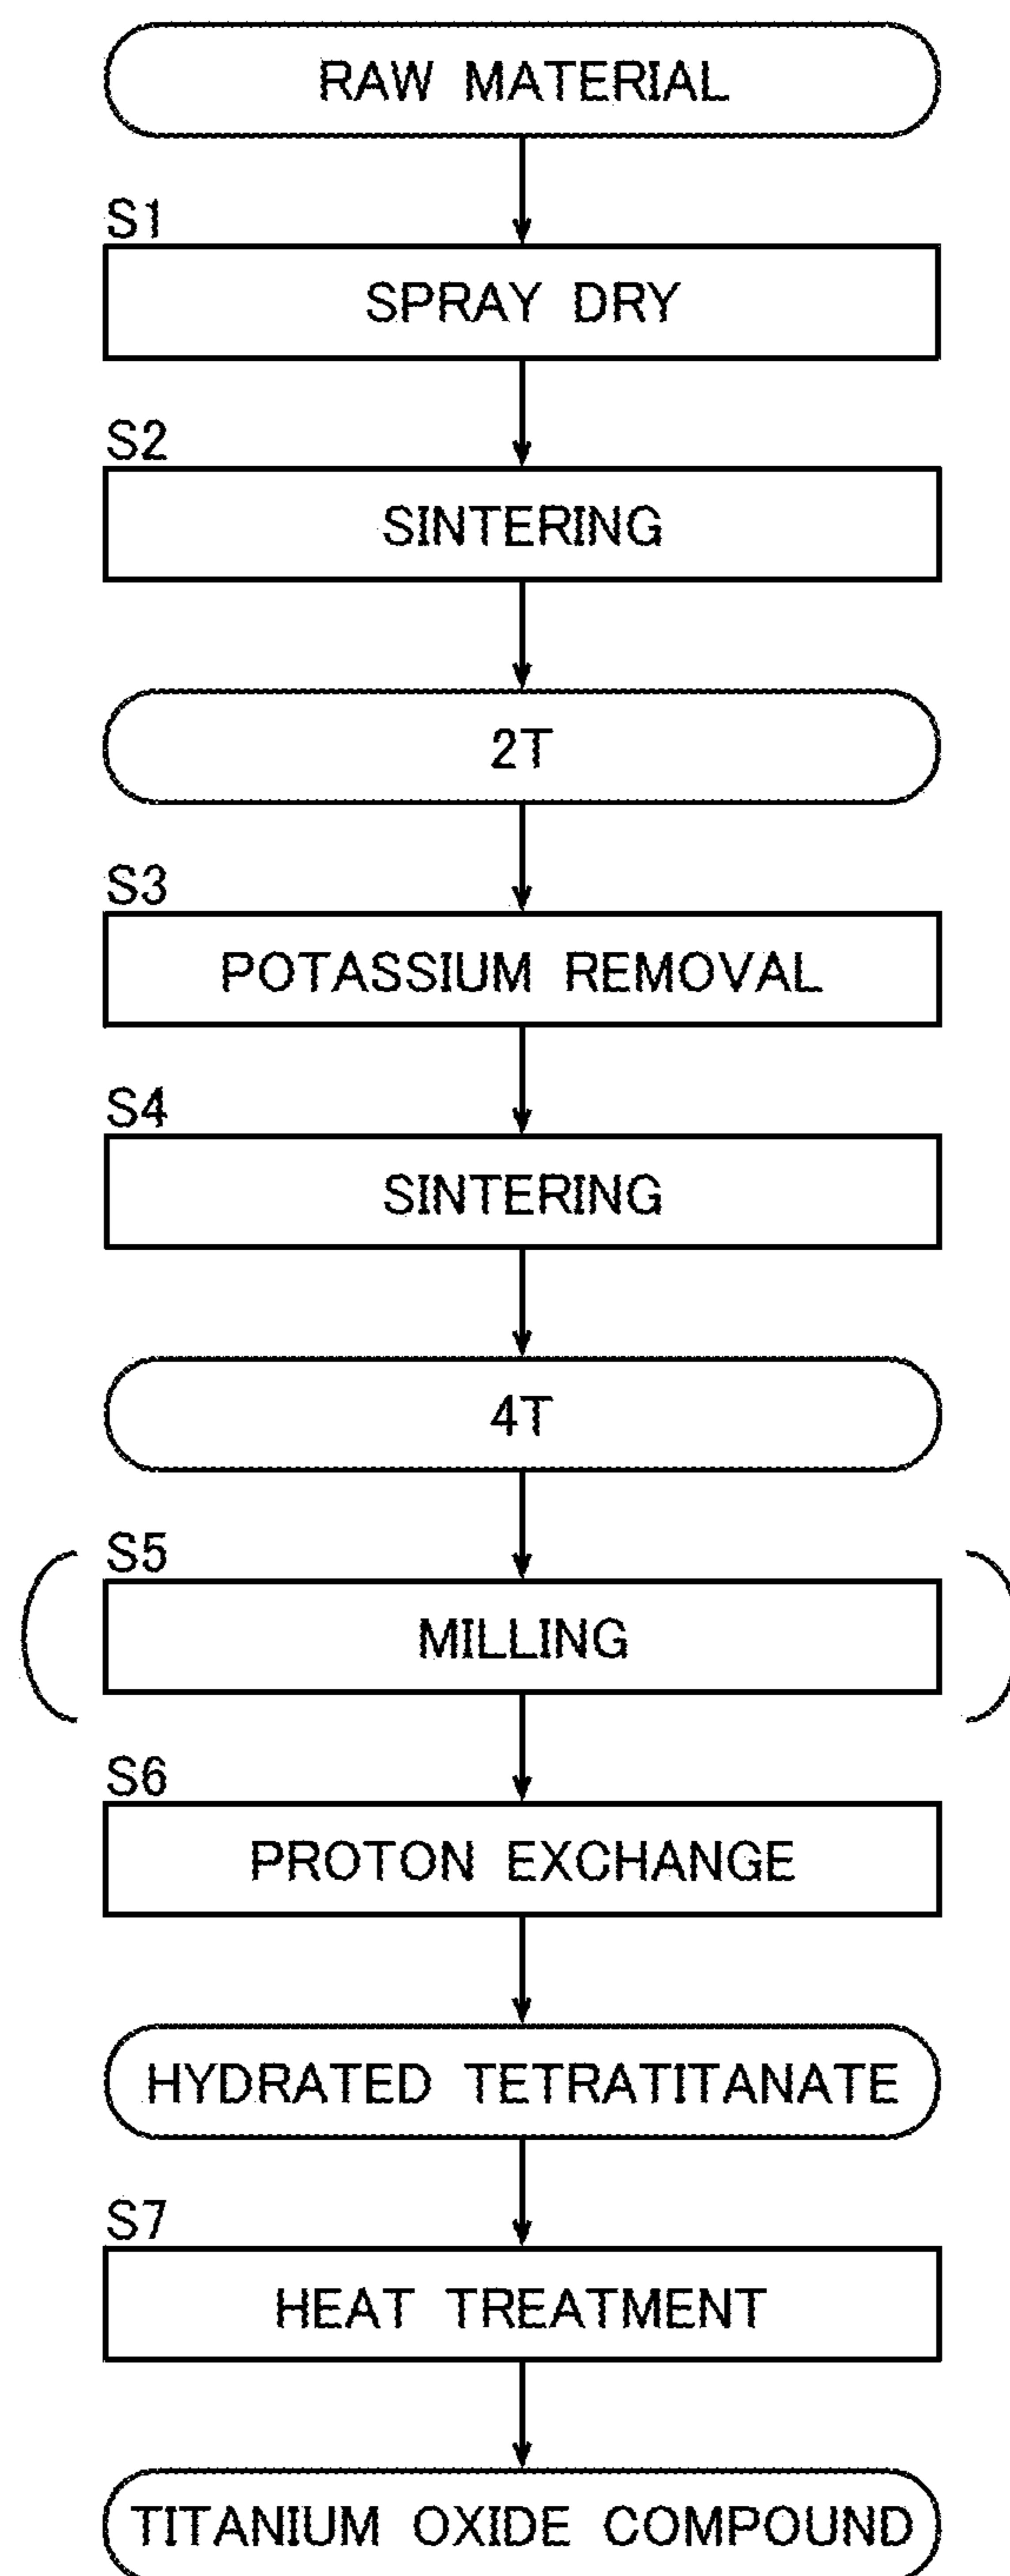 RAW MATERIAL
S1
SPRAY DRY
S2
SINTERING
2T
S3
POTASSIUM REMOVAL
S4
SINTERING
4T
S5
MILLING
S6
PROTON EXCHANGE
HYDRATED TETRATITANATE
S7
HEAT TREATMENT
TITANIUM OXIDE COMPOUND